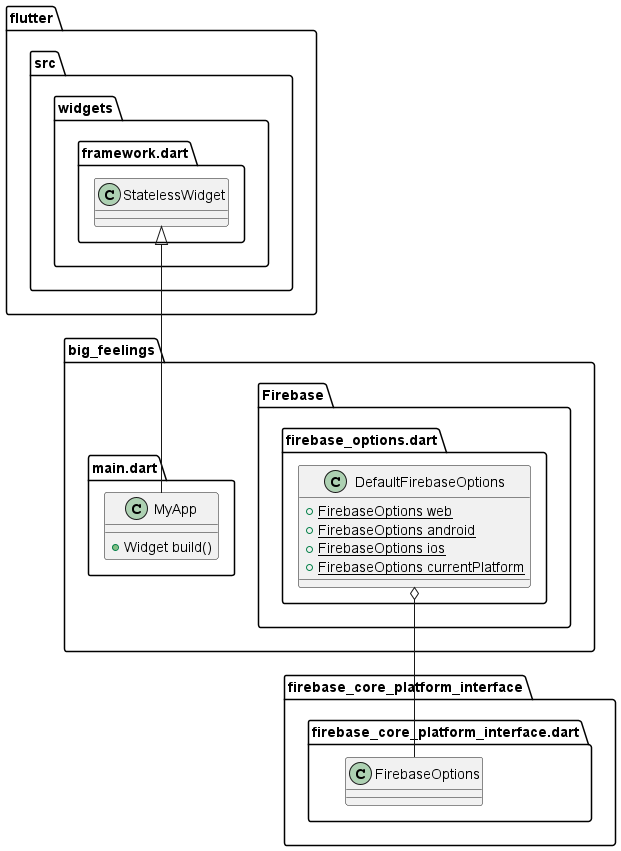 flutter
src
widgets
framework.dart
C StatelessWidget
big_feelings
Firebase
firebase_options.dart
C DefaultFirebaseOptions
FirebaseOptions web
FirebaseOptions android
FirebaseOptions ios
FirebaseOptions currentPlatform
main.dart
C MyApp
Widget build()
firebase_core_platform_interface
firebase_core_platform_interface.dart
C FirebaseOptions